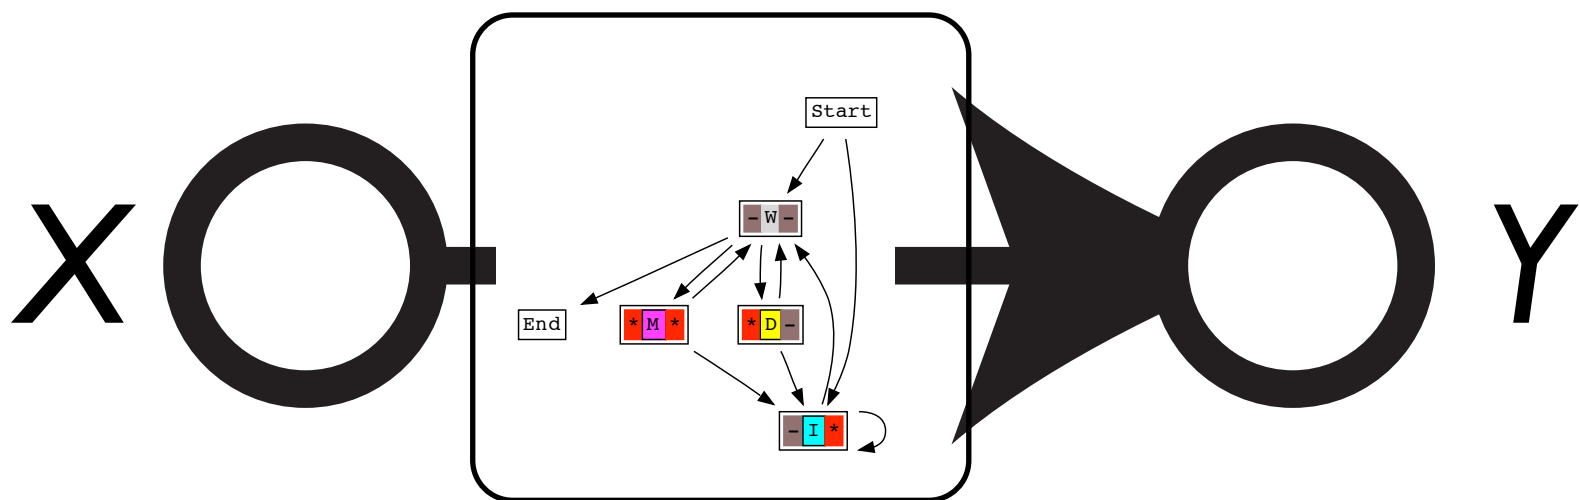 Start
- W -
X
Y
End
* M *
* D -
- I *